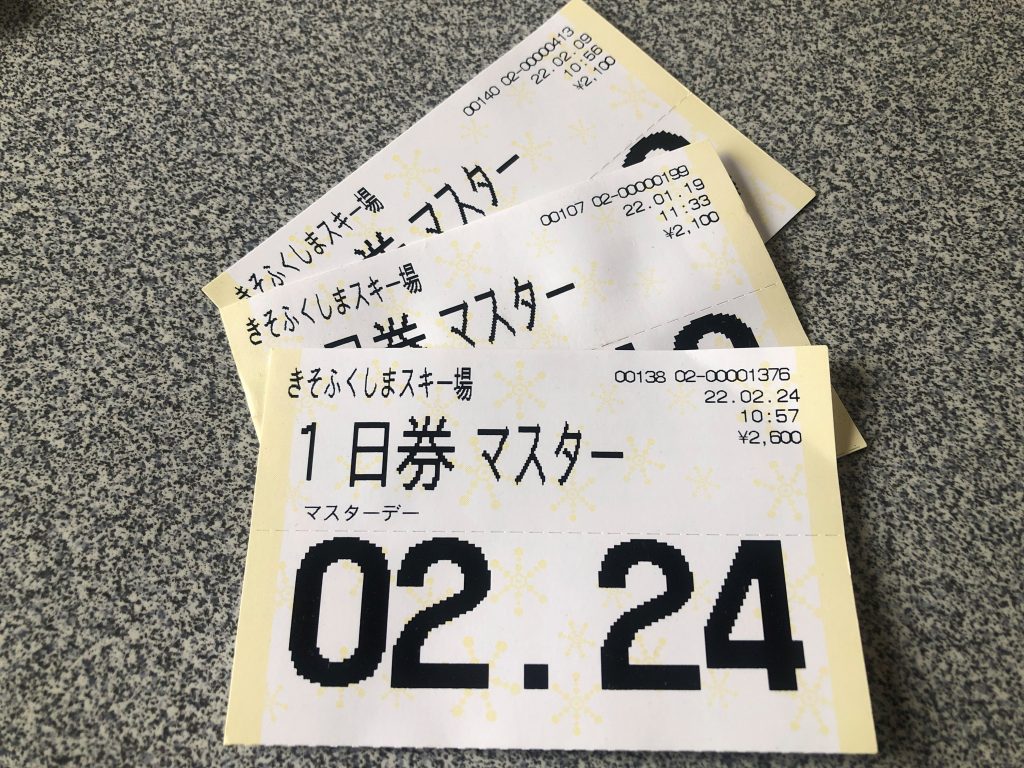 00140 02-00000413
22.02.09
10:56
¥2,100
きそふくしまスキー場
券 マスター
00107 02-00000199
22.01.19
11:33
¥2,100
きそふくしまスキー場
日券 マスター
きそふくしまスキー場
00138 02-00001376
22.02.24
10:57
¥2,600
1 日券 マスター
マスターデー
02.24